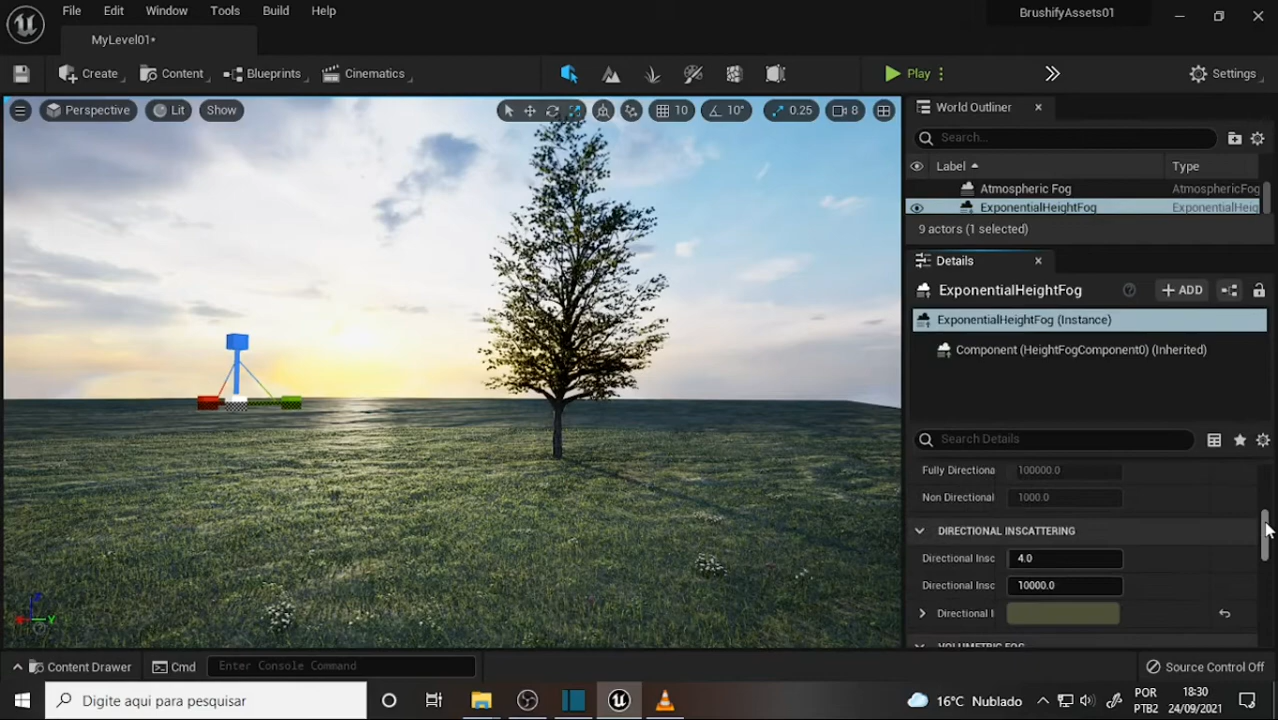 File Edit Window Tools Build Help
BrushifyAssets01
MyLevel01*
Create Content Blueprints Cinematics Play Settings
Perspective Lit Show 10 10° 0.25 8
World Outliner
Search...
Label Type
Atmospheric Fog AtmosphericFog
ExponentialHeightFog ExponentialHeig
9 actors (1 selected)
Details
ExponentialHeightFog + ADD
ExponentialHeightFog (Instance)
Component (HeightFogComponent0) (Inherited)
Search Details
Fully Directiona 100000.0
Non Directional 1000.0
DIRECTIONAL INSCATTERING
Directional Insc 4.0
Directional Insc 10000.0
Directional I
VOLUMETRIC FOG
X Y
Content Drawer Cmd Enter Console Command Source Control Off
Digite aqui para pesquisar
16°C Nublado
POR
PTB2
18:30
24/09/2021